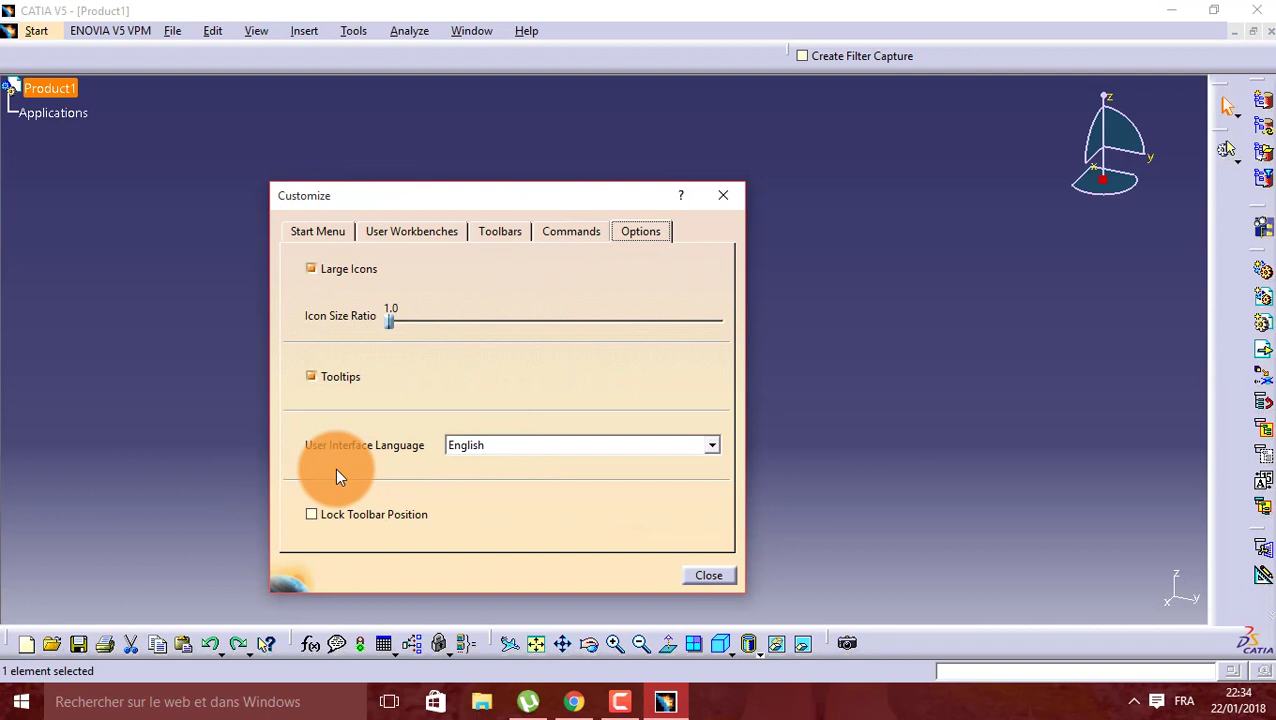 CATIA V5 - [Product1]
Start ENOVIA V5 VPM File Edit View Insert Tools Analyze Window Help
Create Filter Capture
Product1
Applications
z
y
x
Customize ?
Start Menu User Workbenches Toolbars Commands Options
Large Icons
1.0
Icon Size Ratio
Tooltips
User Interface Language English
Lock Toolbar Position
Close
z
x y
f(x)
CATIA
1 element selected
Rechercher sur le web et dans Windows
FRA
22:34
22/01/2018